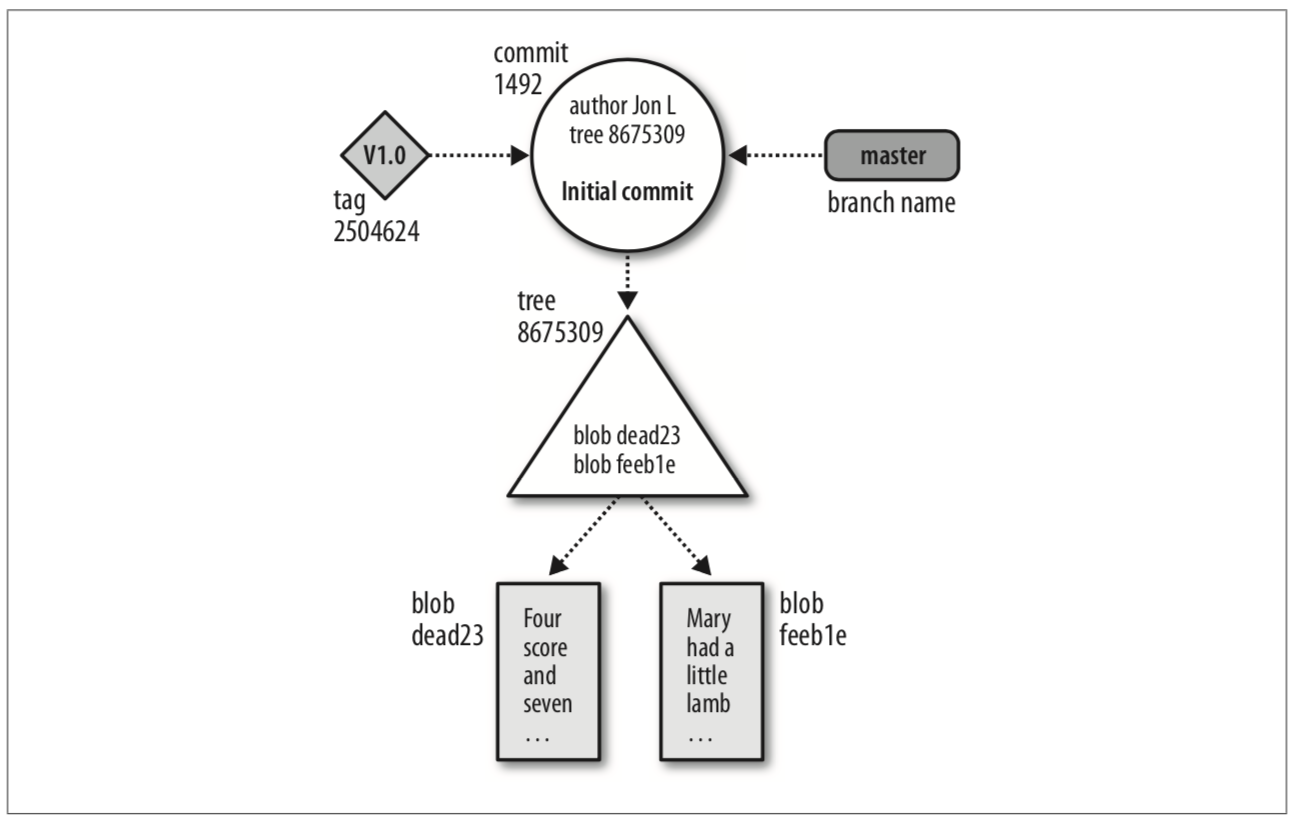 commit
1492
author Jon L
tree 8675309
Initial commit
V1.0
tag
2504624
master
branch name
tree
8675309
blob dead23
blob feeb1e
blob
dead23
Four
score
and
seven
...
Mary
had a
little
lamb
...
blob
feeb1e